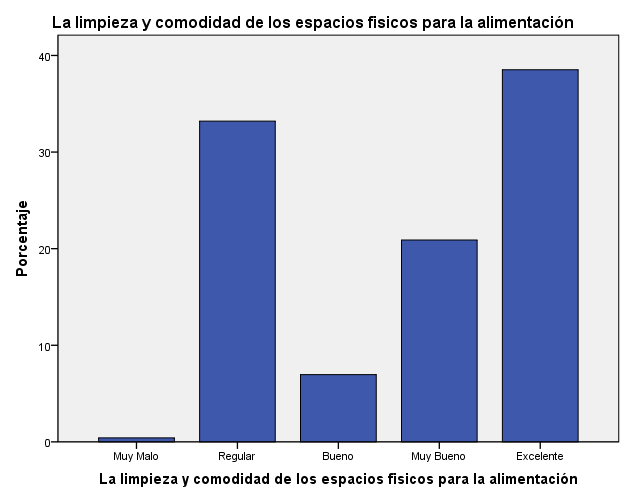 La limpieza y comodidad de los espacios fisicos para la alimentación
Porcentaje
40
30
20
10
0
Muy Malo
Regular
Bueno
Muy Bueno
Excelente
La limpieza y comodidad de los espacios fisicos para la alimentación